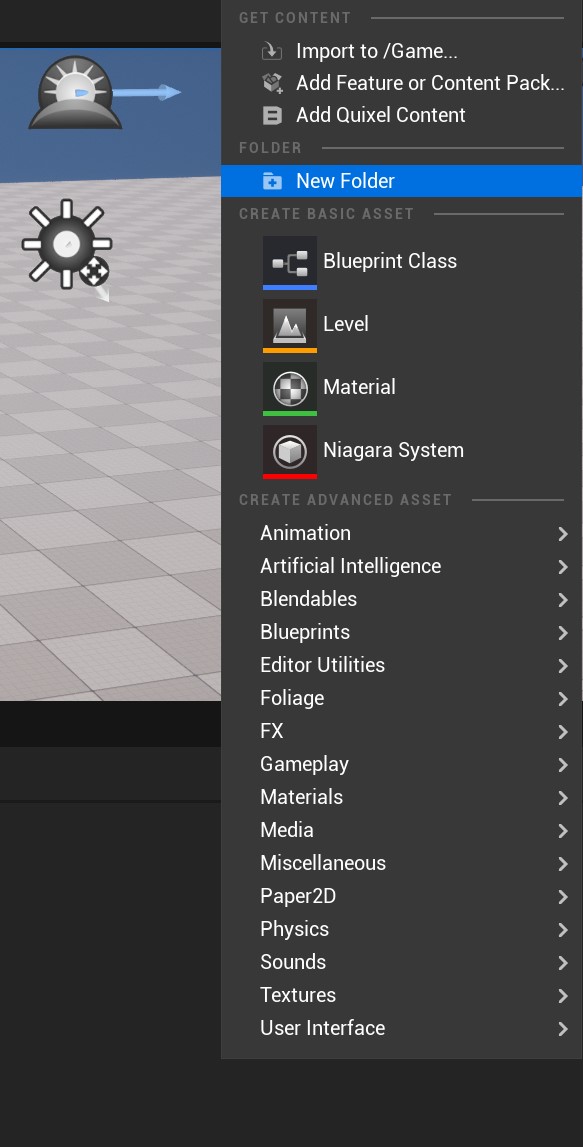 GET CONTENT
Import to /Game...
Add Feature or Content Pack...
Add Quixel Content
FOLDER
New Folder
CREATE BASIC ASSET
Blueprint Class
Level
Material
Niagara System
CREATE ADVANCED ASSET
Animation
Artificial Intelligence
Blendables
Blueprints
Editor Utilities
Foliage
FX
Gameplay
Materials
Media
Miscellaneous
Paper2D
Physics
Sounds
Textures
User Interface